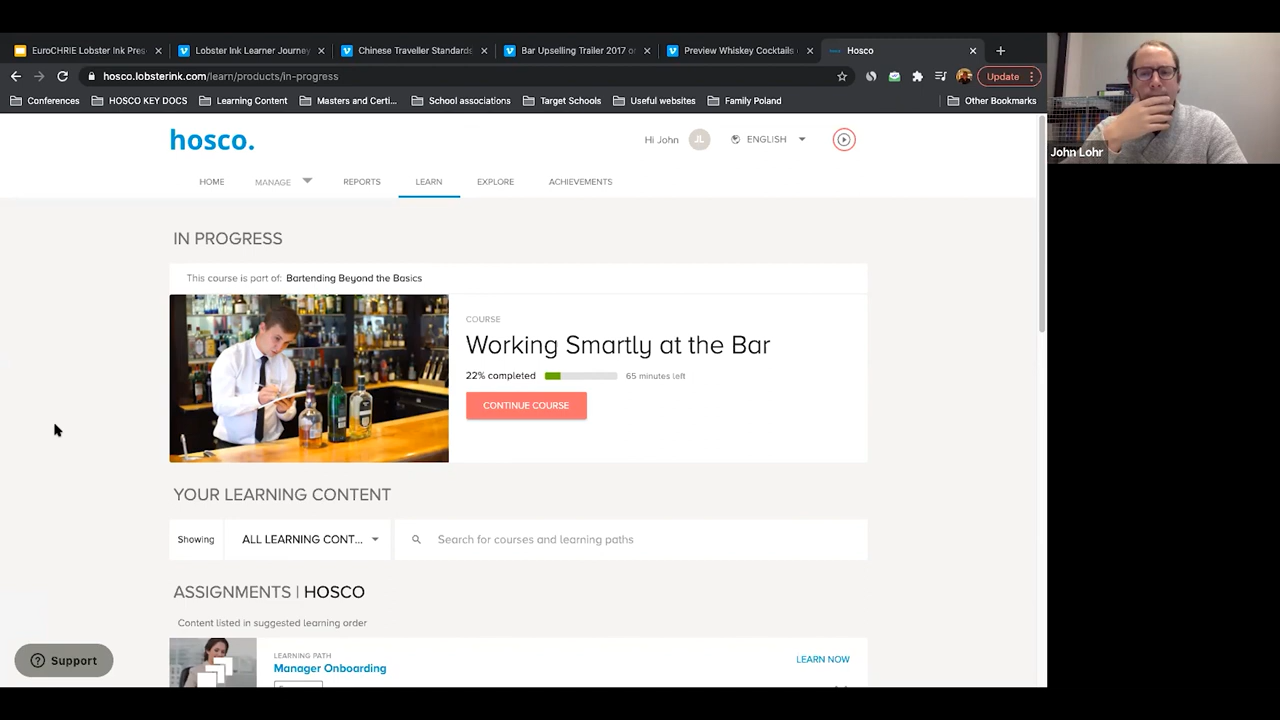 EuroCHRIE Lobster Ink Pres
Lobster Ink Learner Journey
Chinese Traveller Standards
Bar Upselling Trailer 2017 o
Preview Whiskey Cocktails
Hosco
hosco.lobsterink.com/learn/products/in-progress
Update
Conferences
HOSCO KEY DOCS
Learning Content
Masters and Certi...
School associations
Target Schools
Useful websites
Family Poland
Other Bookmarks
John Lohr
hosco.
Hi John
JL
ENGLISH
HOME
MANAGE
REPORTS
LEARN
EXPLORE
ACHIEVEMENTS
IN PROGRESS
This course is part of: Bartending Beyond the Basics
COURSE
Working Smartly at the Bar
22% completed
65 minutes left
CONTINUE COURSE
YOUR LEARNING CONTENT
Showing
ALL LEARNING CONT...
Search for courses and learning paths
ASSIGNMENTS | HOSCO
Content listed in suggested learning order
LEARNING PATH
Manager Onboarding
LEARN NOW
Support